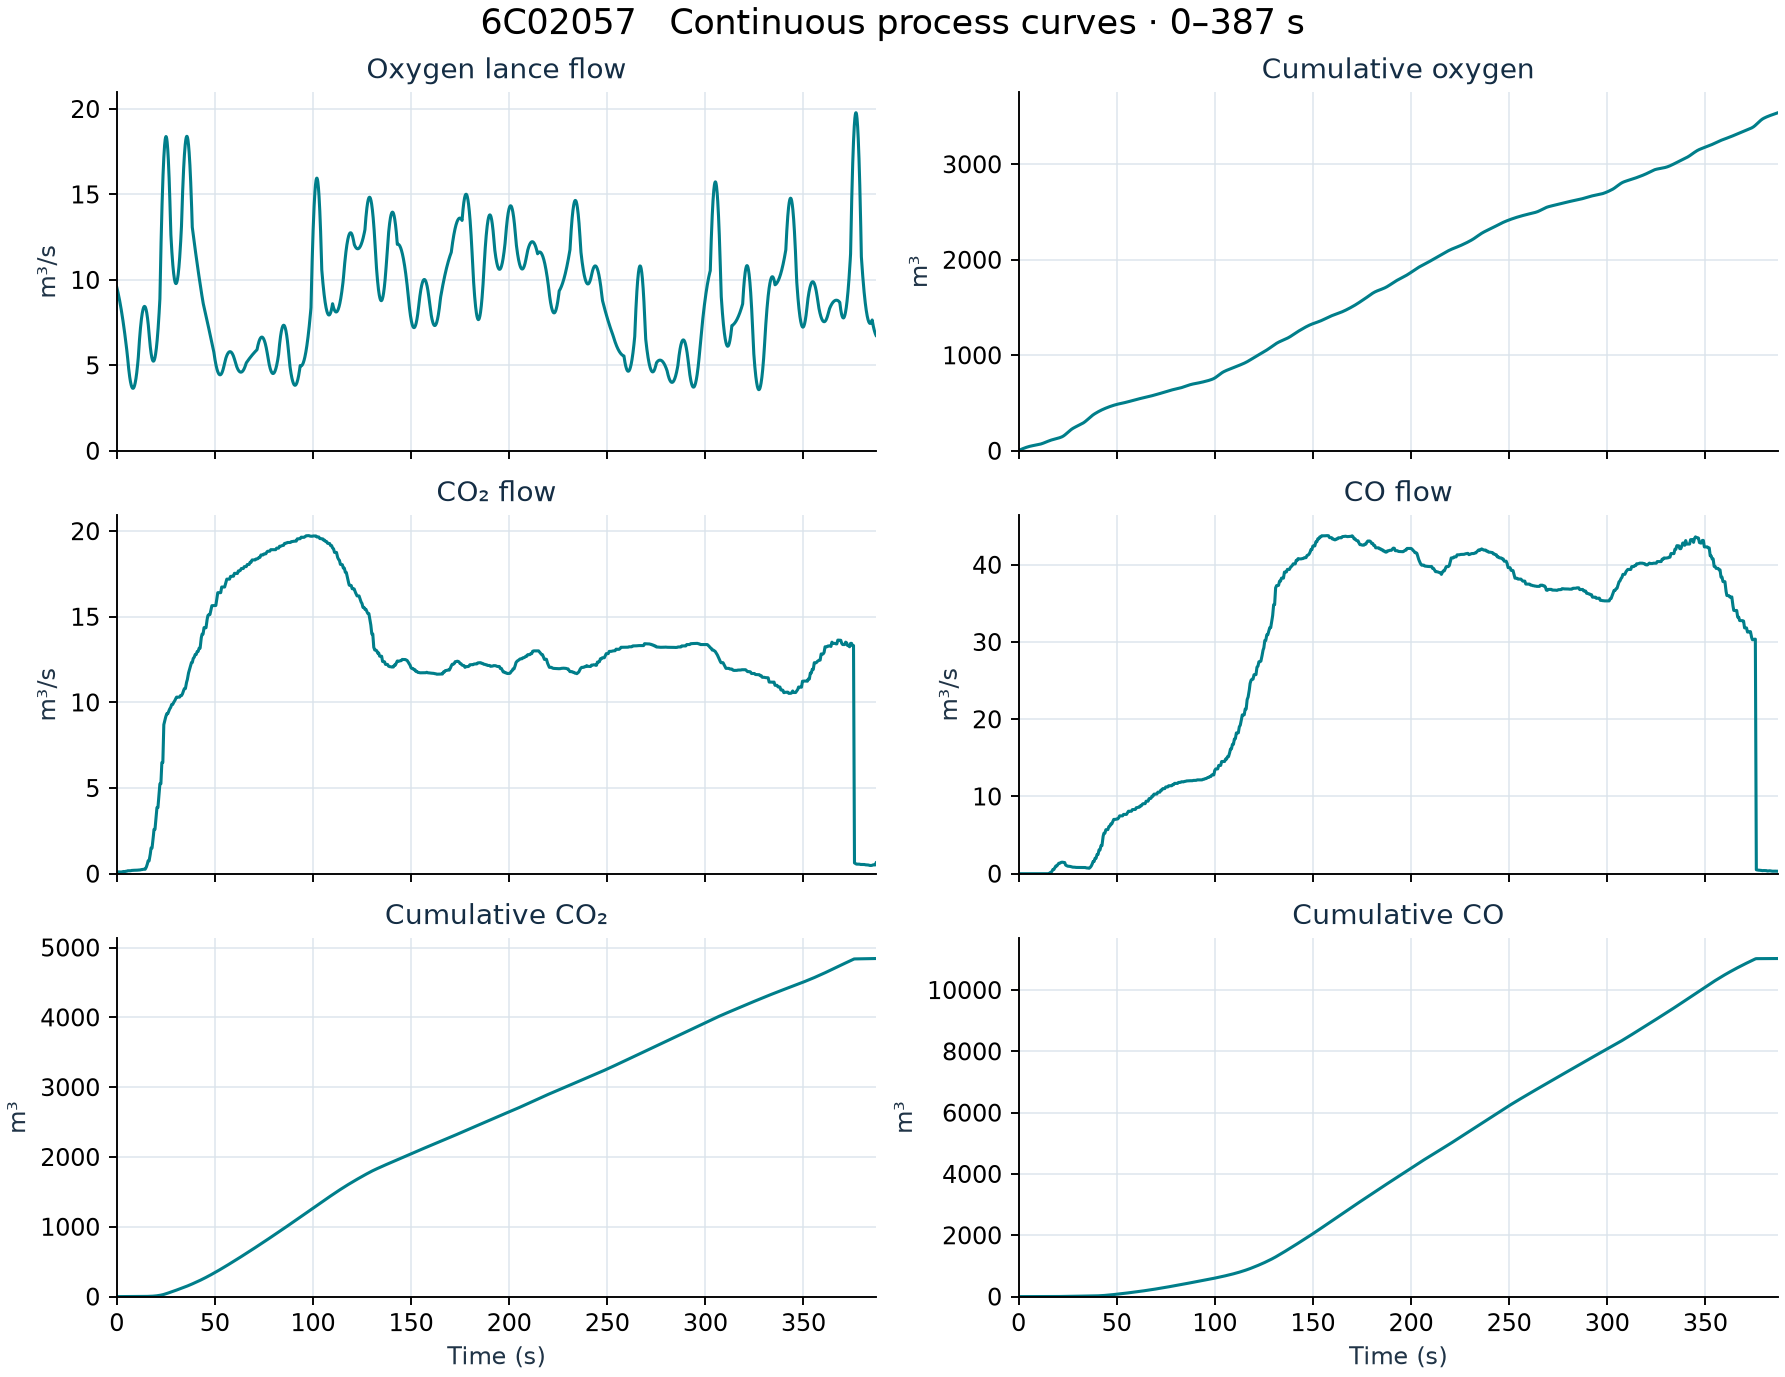 6C02057   Continuous process curves · 0–387 s
Oxygen lance flow
20
15
10
5
0
m³/s
Cumulative oxygen
3000
2000
1000
0
m³
CO₂ flow
20
15
10
5
0
m³/s
CO flow
40
30
20
10
0
m³/s
Cumulative CO₂
5000
4000
3000
2000
1000
0
m³
0 50 100 150 200 250 300 350
Time (s)
Cumulative CO
10000
8000
6000
4000
2000
0
m³
0 50 100 150 200 250 300 350
Time (s)